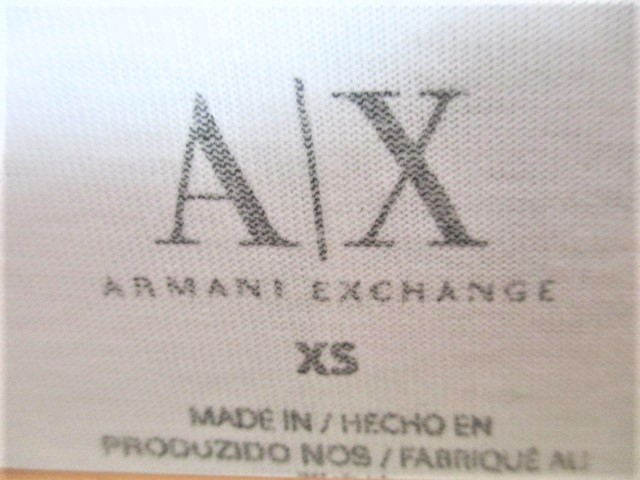 A|X
ARMANI EXCHANGE
XS
MADE IN / HECHO EN
PRODUZIDO NOS / FABRIQUÉ AU